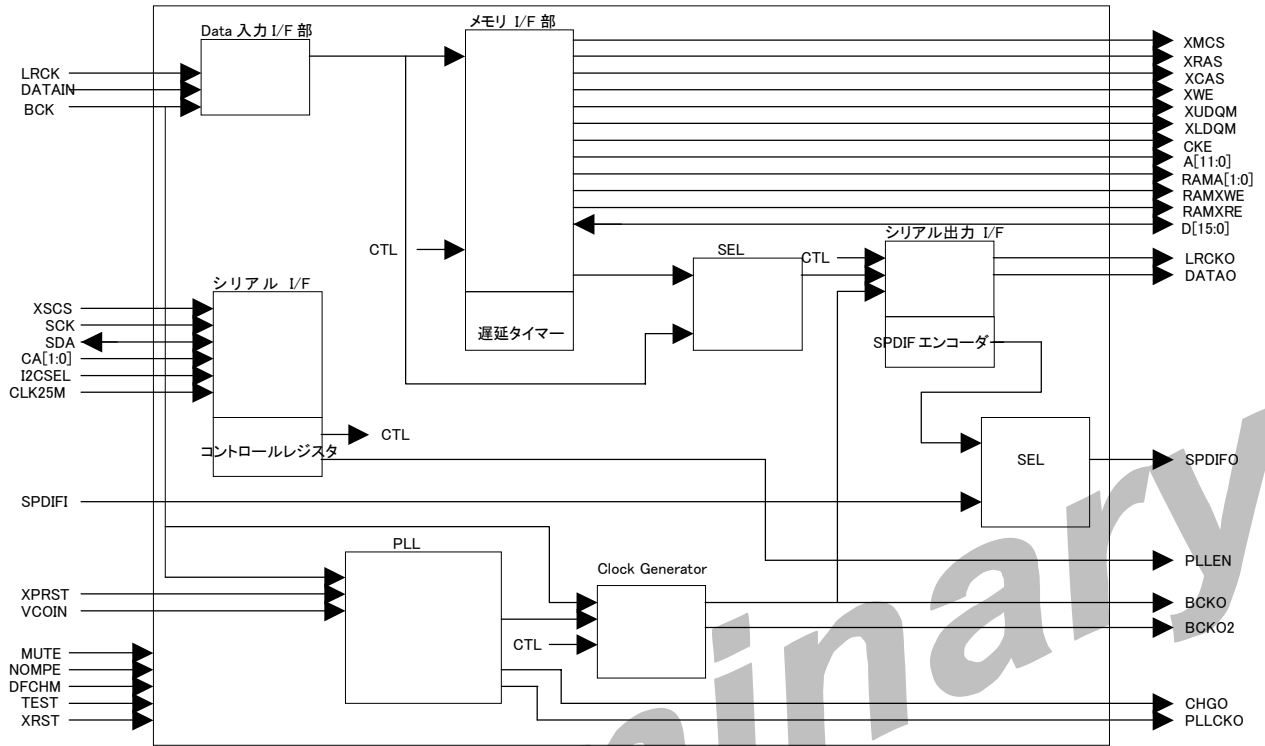 Data 入力 I/F 部
メモリ I/F 部
LRCK
DATAIN
BCK
XMCS
XRAS
XCAS
XWE
XUDQM
XLDQM
CKE
A[11:0]
RAMA[1:0]
RAMXWE
RAMXRE
D[15:0]
CTL
SEL
CTL
シリアル出力 I/F
LRCKO
DATAO
シリアル I/F
XSCS
SCK
SDA
CA[1:0]
I2CSEL
CLK25M
遅延タイマー
SPDIF エンコーダ
コントロールレジスタ
CTL
SEL
SPDIFO
SPDIFI
PLL
Clock Generator
PLLEN
XPRST
VCOIN
BCKO
BCKO2
CTL
MUTE
NOMPE
DFCHM
TEST
XRST
CHGO
PLLCKO
inary